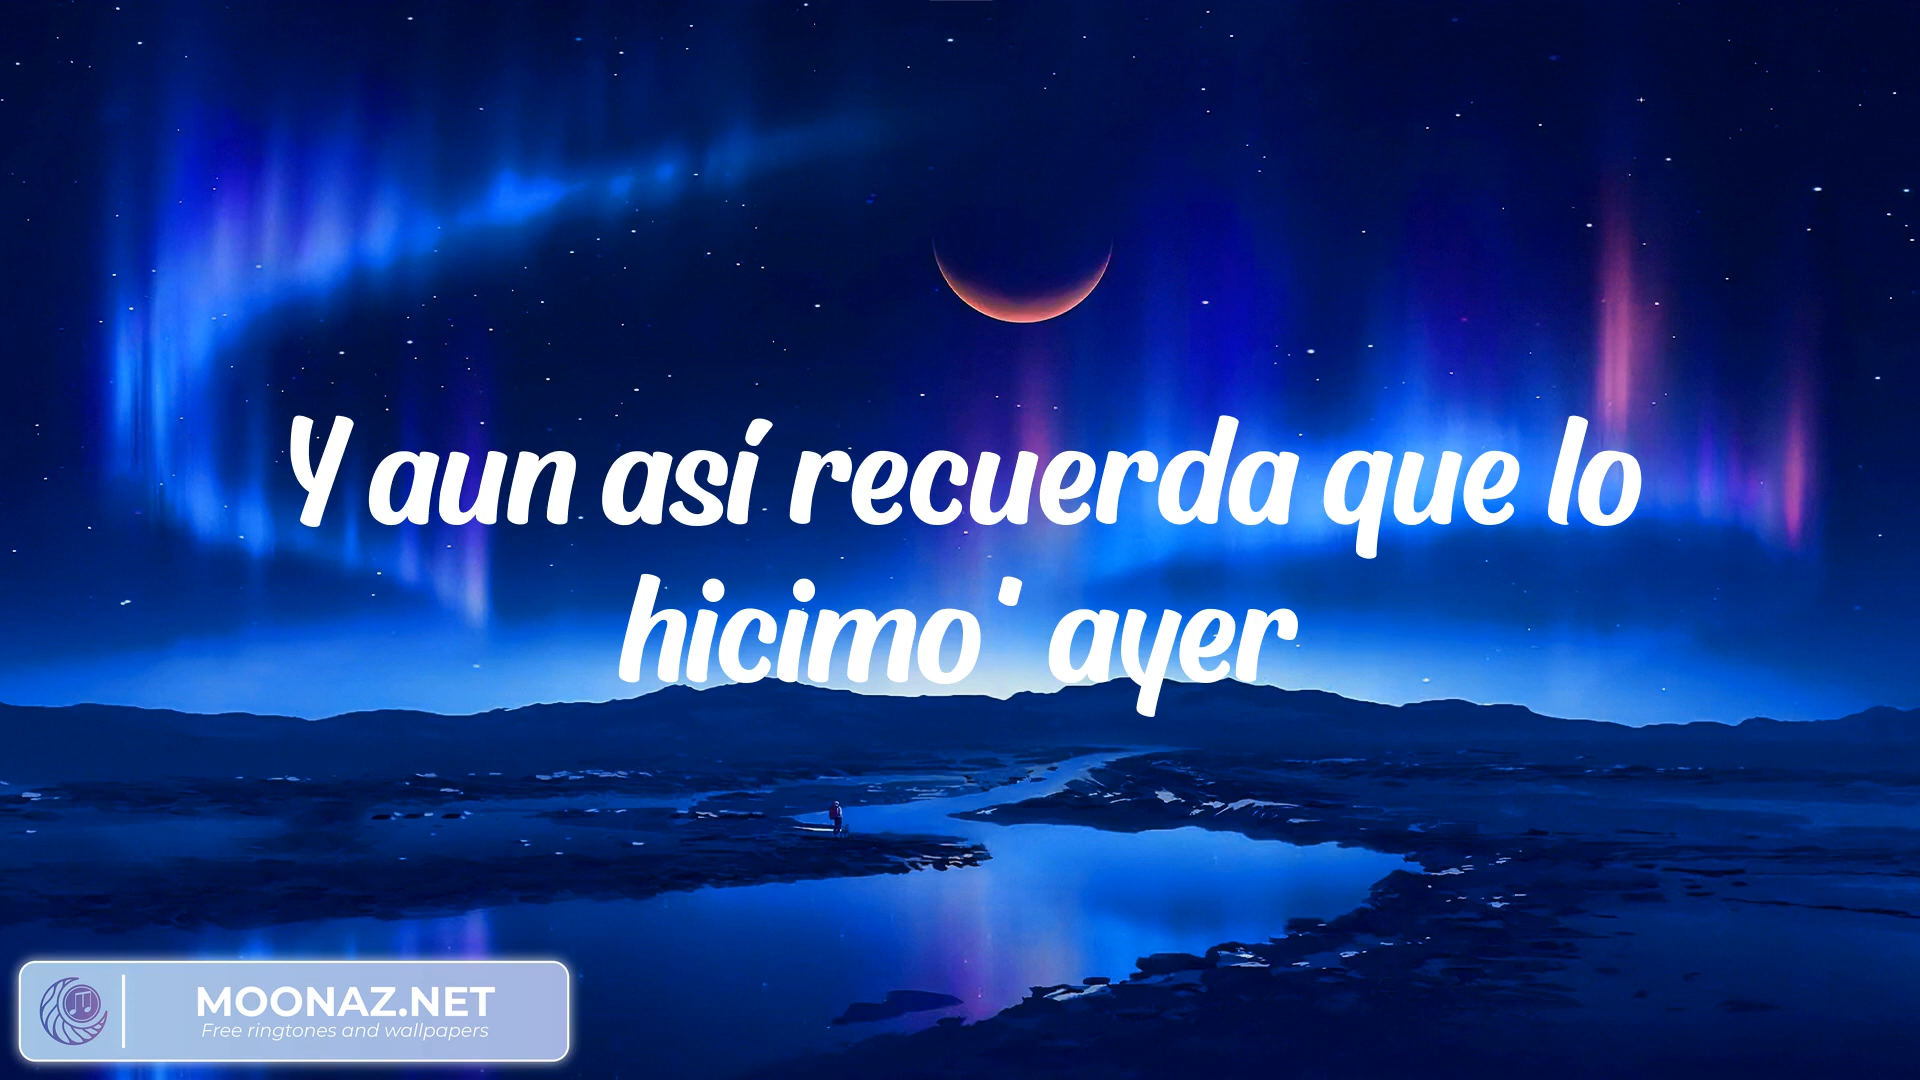 Y aun así recuerda que lo
hicimo' ayer
MOONAZ.NET
Free ringtones and wallpapers